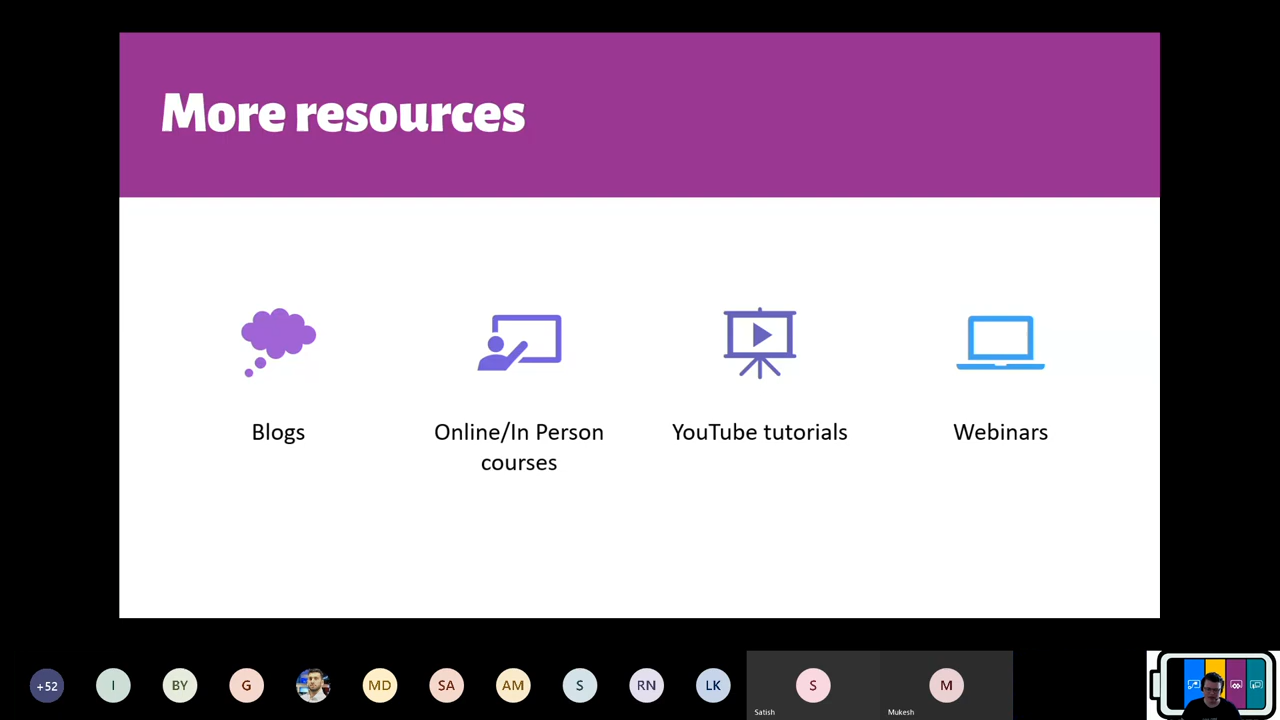 More resources
Blogs
Online/In Person
courses
YouTube tutorials
Webinars
+52
I
BY
G
MD
SA
AM
S
RN
LK
S
M
Satish
Mukesh